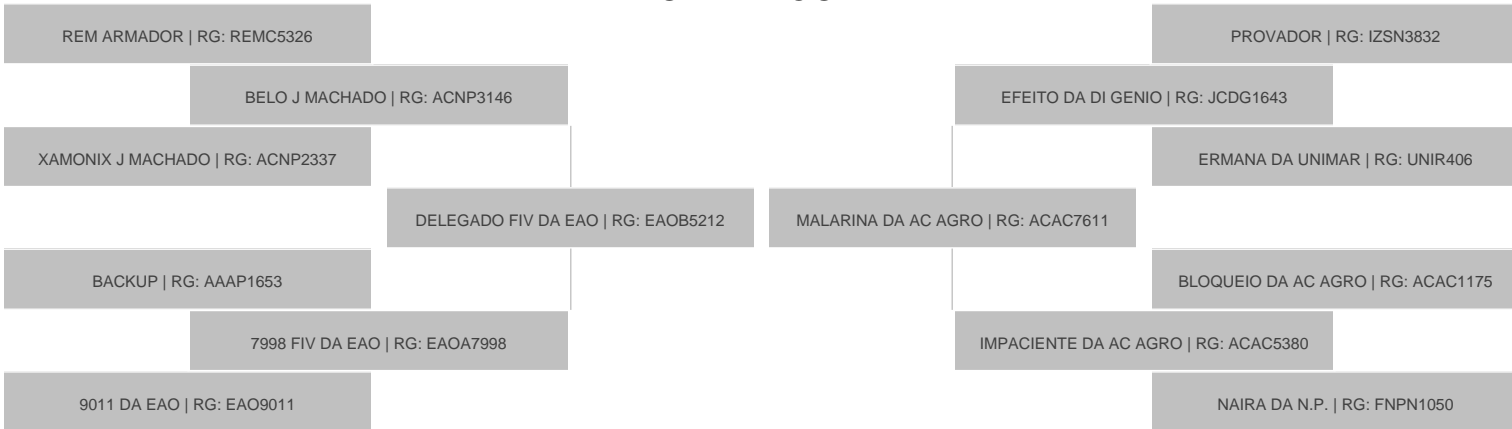 REM ARMADOR | RG: REMC5326
PROVADOR | RG: IZSN3832
BELO J MACHADO | RG: ACNP3146
EFEITO DA DI GENIO | RG: JCDG1643
XAMONIX J MACHADO | RG: ACNP2337
ERMANA DA UNIMAR | RG: UNIR406
DELEGADO FIV DA EAO | RG: EAOB5212
MALARINA DA AC AGRO | RG: ACAC7611
BACKUP | RG: AAAP1653
BLOQUEIO DA AC AGRO | RG: ACAC1175
7998 FIV DA EAO | RG: EAOA7998
IMPACIENTE DA AC AGRO | RG: ACAC5380
9011 DA EAO | RG: EAO9011
NAIRA DA N.P. | RG: FNPN1050